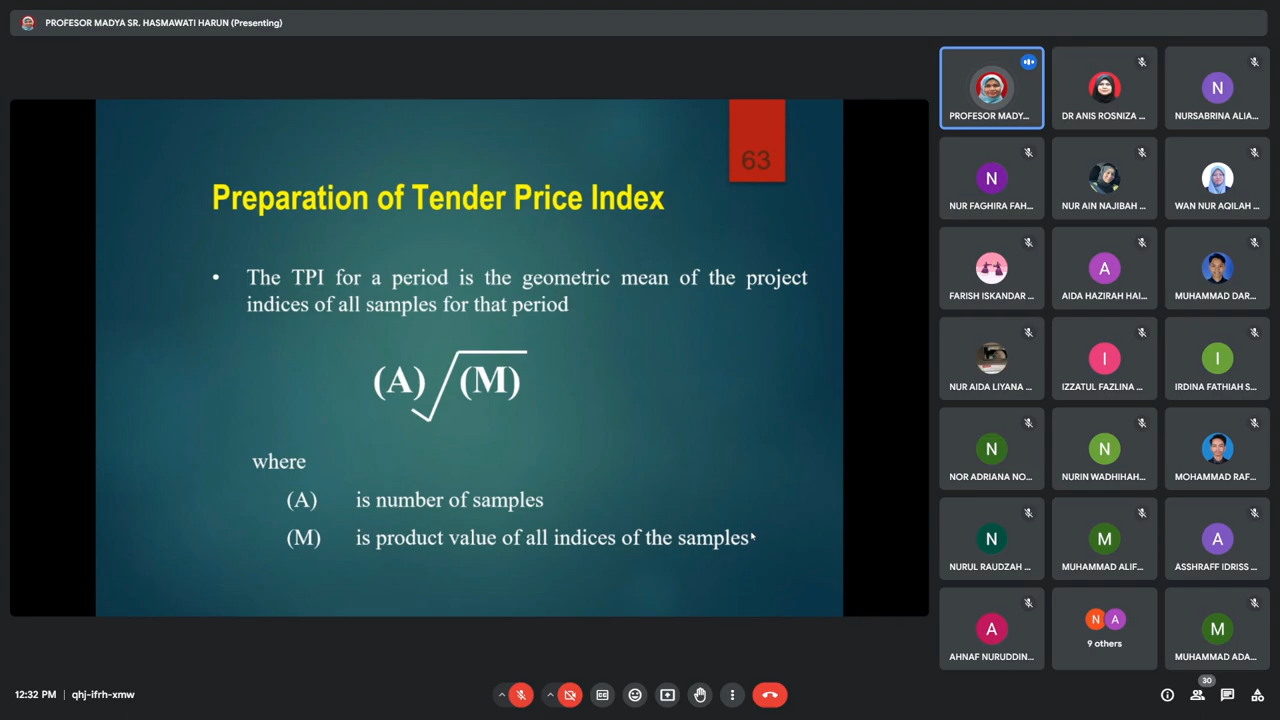 PROFESOR MADYA SR. HASMAWATI HARUN (Presenting)
63
Preparation of Tender Price Index
• The TPI for a period is the geometric mean of the project
indices of all samples for that period
(A)√(M)
where
(A) is number of samples
(M) is product value of all indices of the samples
PROFESOR MADY...
DR ANIS ROSNIZA ...
N
NURSABRINA ALIA...
N
NUR FAGHIRA FAH...
NUR AIN NAJIBAH ...
WAN NUR AQILAH ...
FARISH ISKANDAR ...
A
AIDA HAZIRAH HAI...
MUHAMMAD DAR...
NUR AIDA LIYANA ...
I
IZZATUL FAZLINA ...
I
IRDINA FATHIAH S...
N
NOR ADRIANA NO...
N
NURIN WADHIHAH...
MOHAMMAD RAF...
N
NURUL RAUDZAH ...
M
MUHAMMAD ALIF...
A
ASSHRAFF IDRISS ...
A
AHNAF NURUDDIN...
N A
9 others
M
MUHAMMAD ADA...
12:32 PM | qhj-ifrh-xmw
30